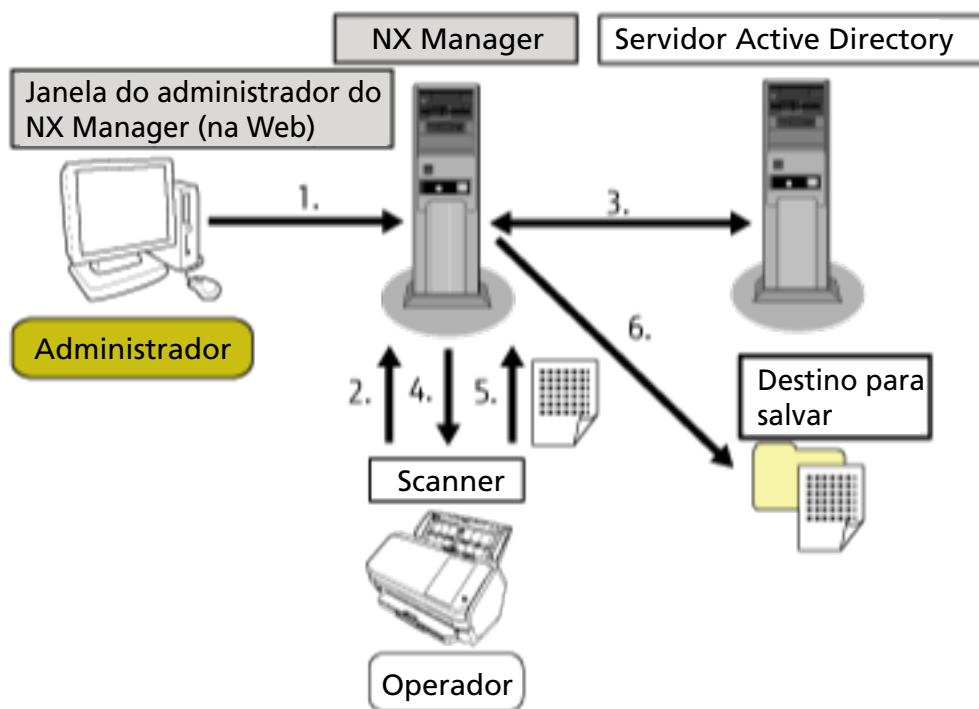 NX Manager
Servidor Active Directory
Janela do administrador do
NX Manager (na Web)
1.
3.
Administrador
6.
2.
4.
5.
Destino para
salvar
Scanner
Operador